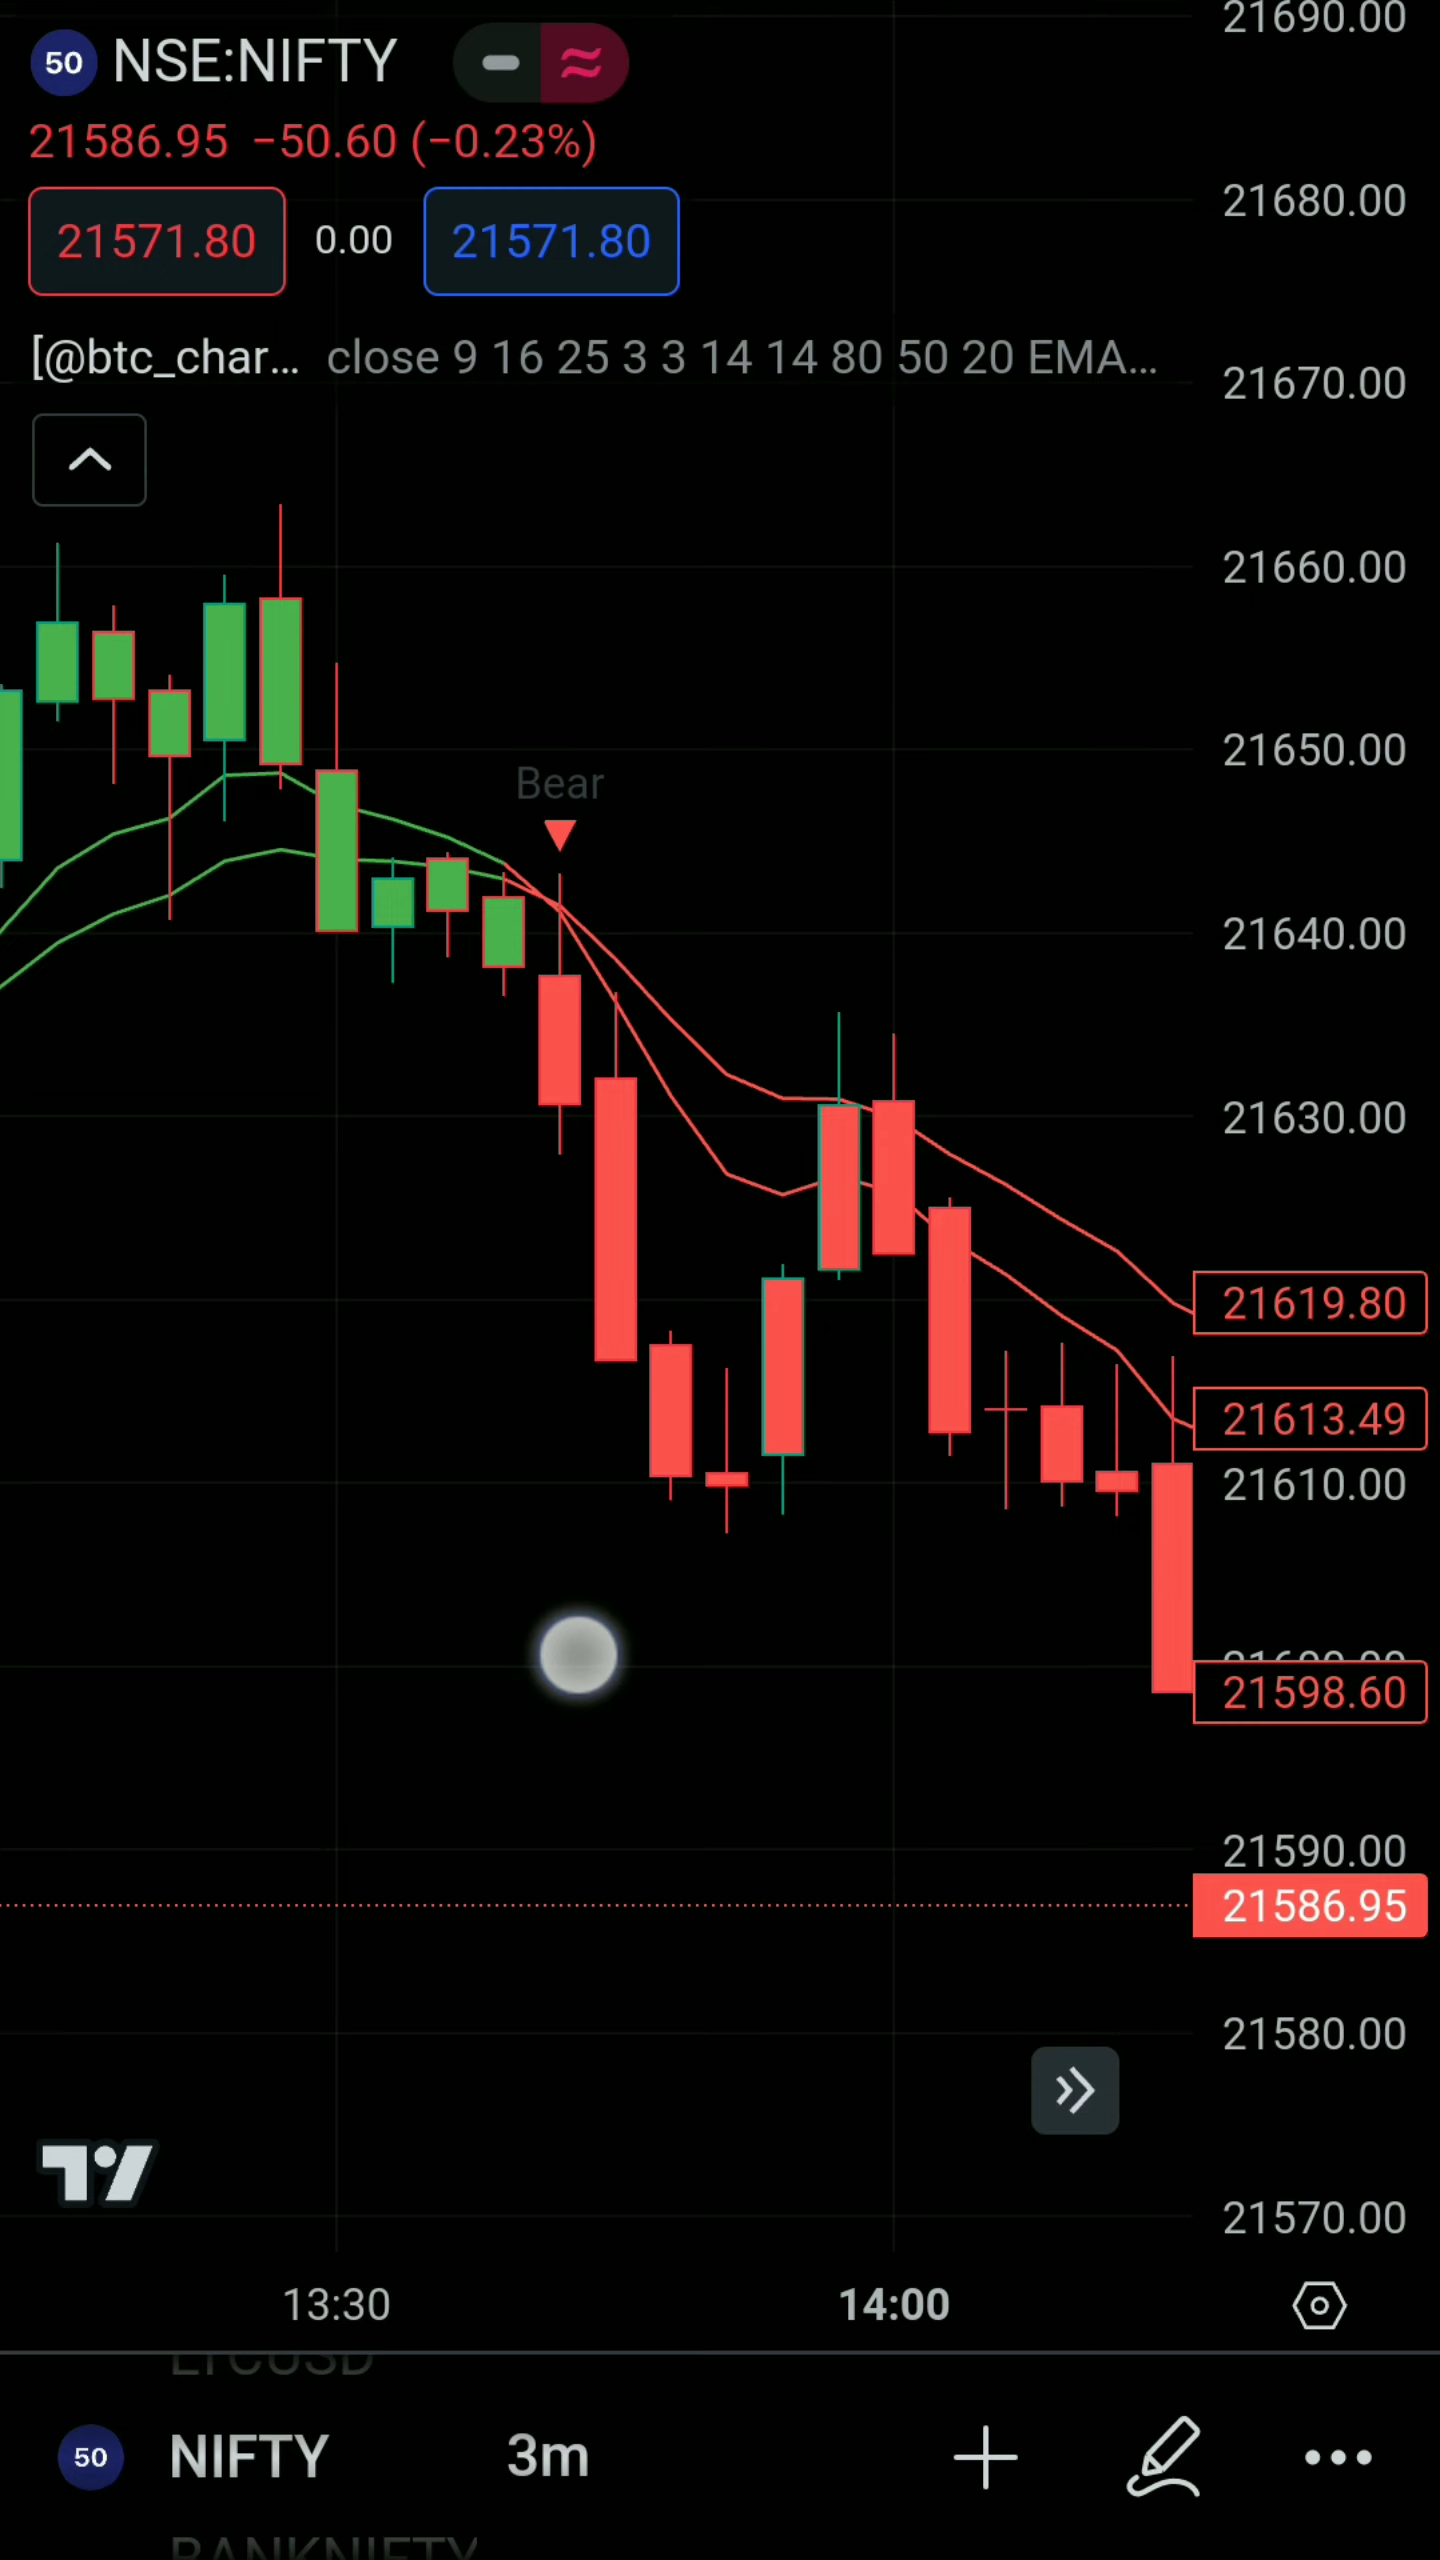 21690.00
50 NSE:NIFTY
21586.95 −50.60 (−0.23%)
21680.00
21571.80 0.00 21571.80
[@btc_char... close 9 16 25 3 3 14 14 80 50 20 EMA...
21670.00
21660.00
21650.00
Bear
21640.00
21630.00
21619.80
21613.49
21610.00
21598.60
21590.00
21586.95
21580.00
21570.00
13:30 14:00
LTCUSD
50 NIFTY 3m
BANKNIFTY